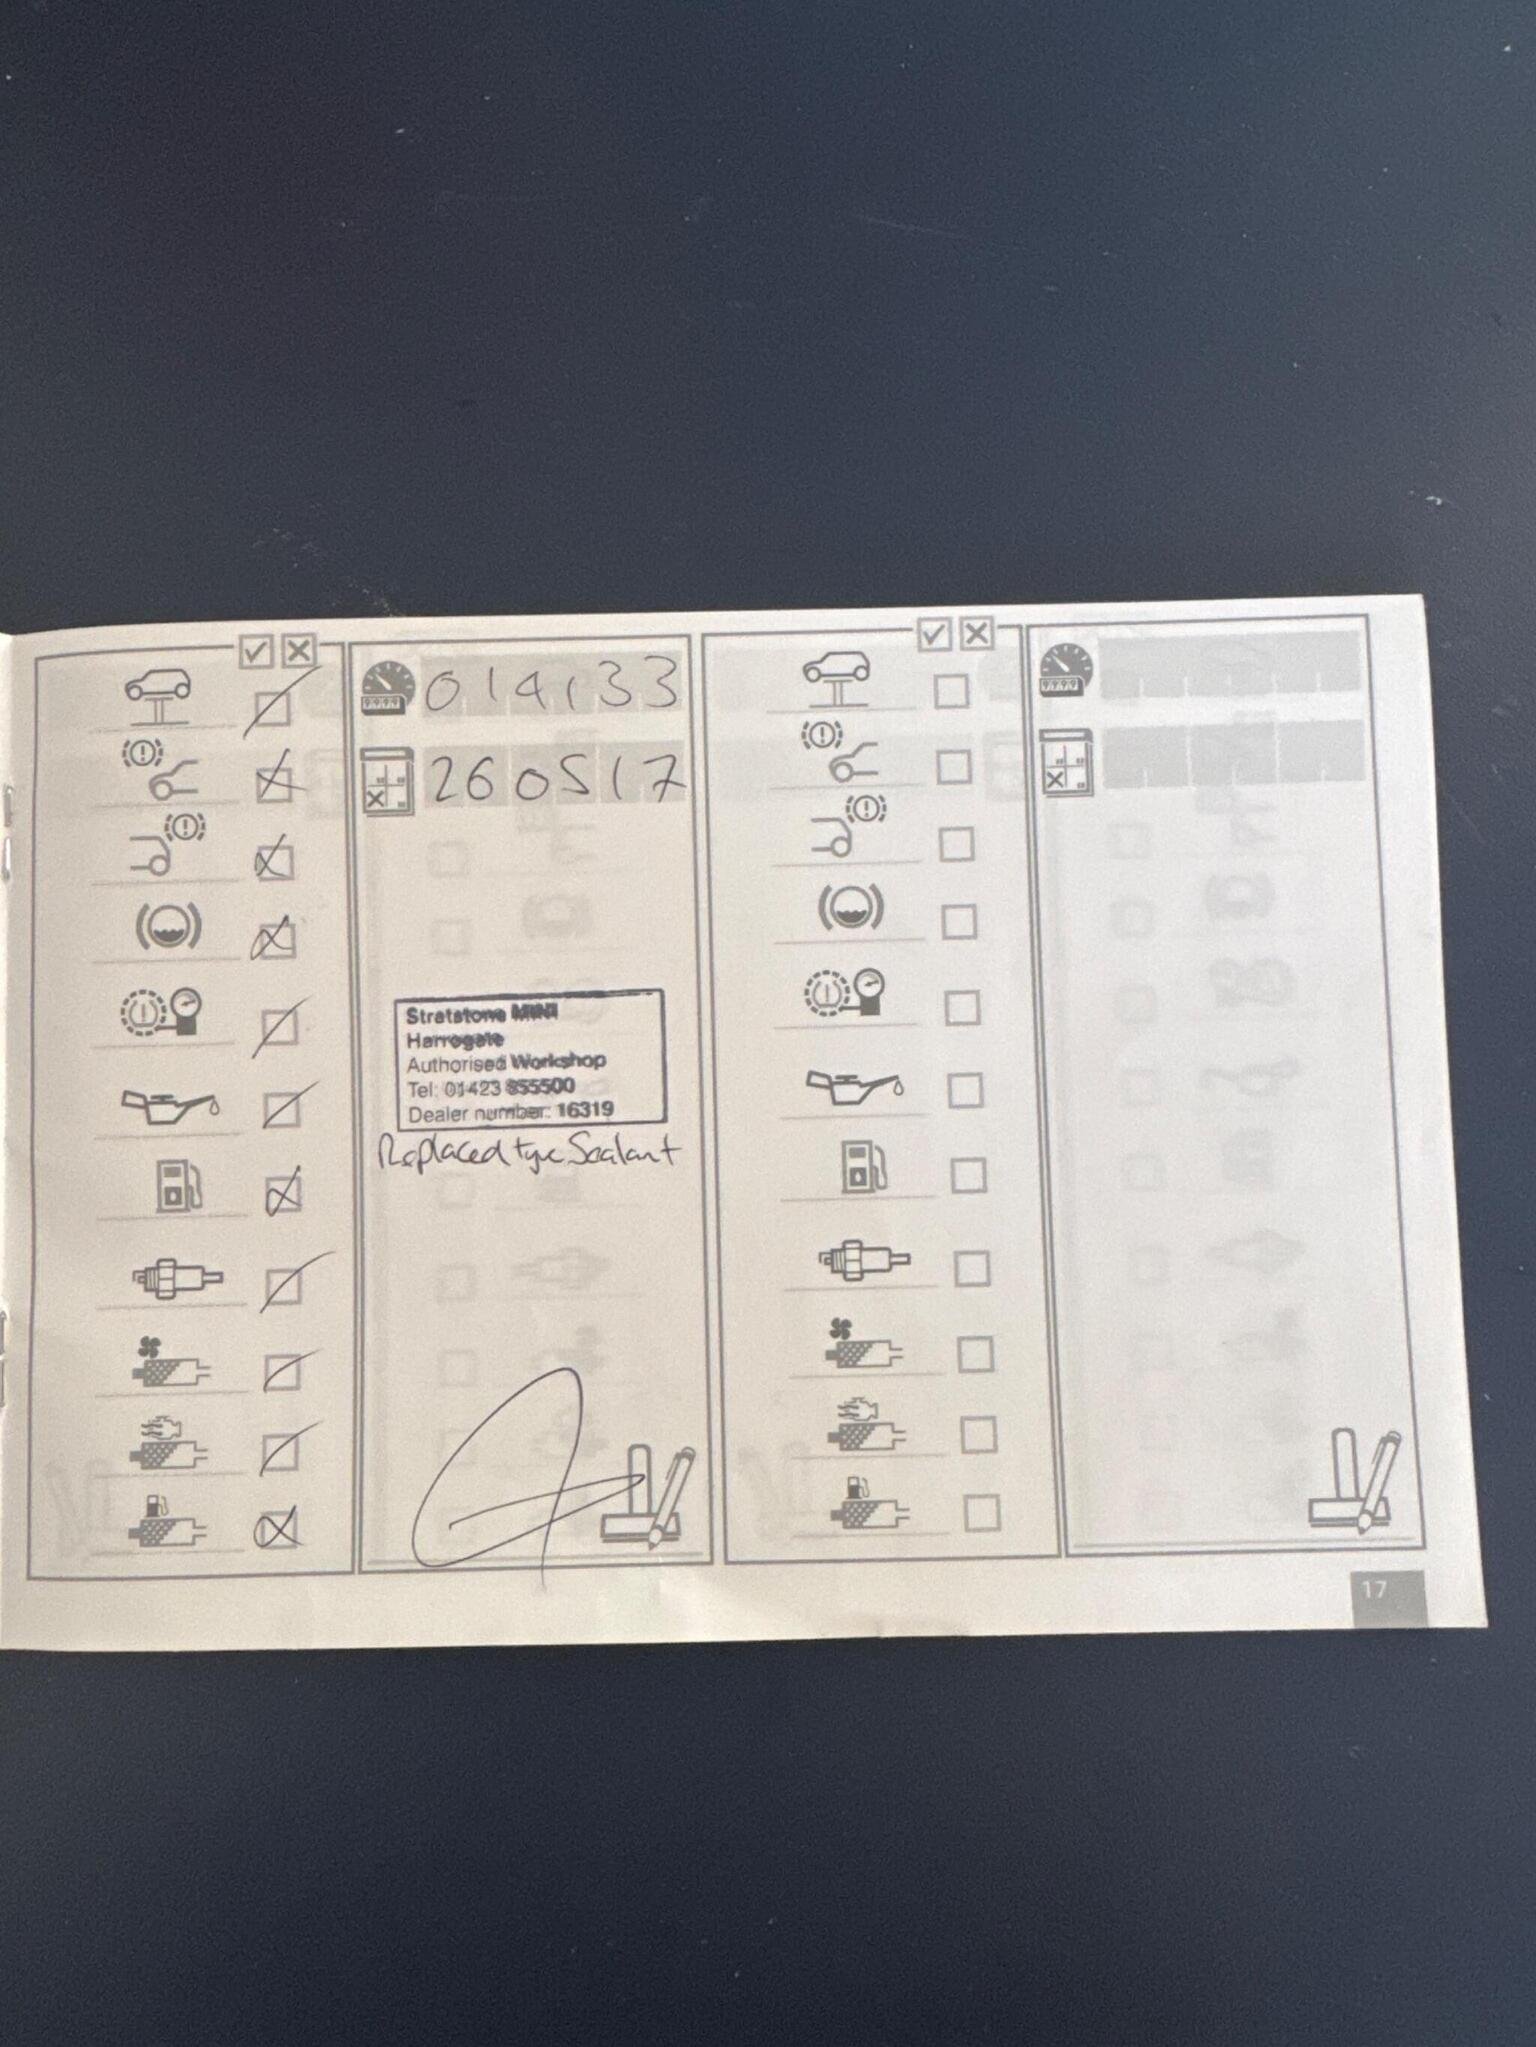 014133
260517
Stratstone MINI
Harrogate
Authorised Workshop
Tel: 01423 855500
Dealer number: 16319
Replaced tyre Sealant
17